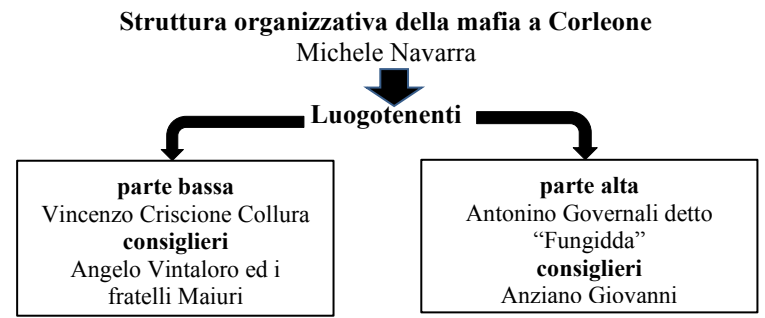 Struttura organizzativa della mafia a Corleone
Michele Navarra
Luogotenenti
parte bassa
Vincenzo Criscione Collura
consiglieri
Angelo Vintaloro ed i
fratelli Maiuri
parte alta
Antonino Governali detto
“Fungidda”
consiglieri
Anziano Giovanni